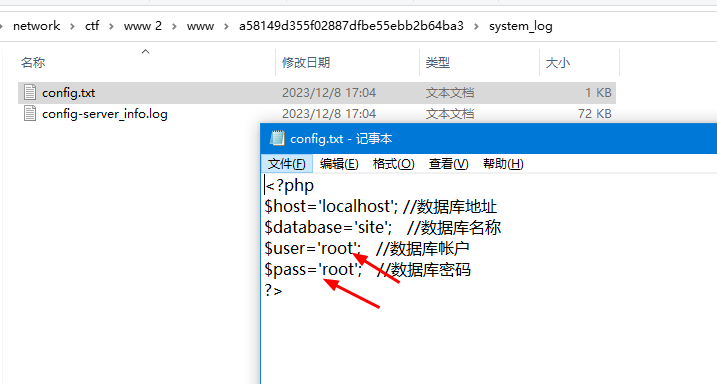 network › ctf › www 2 › www › a58149d355f02887dfbe55ebb2b64ba3 › system_log
名称 修改日期 类型 大小
config.txt 2023/12/8 17:04 文本文档 1 KB
config-server_info.log 2023/12/8 17:04 文本文档 72 KB
config.txt - 记事本
文件(F) 编辑(E) 格式(O) 查看(V) 帮助(H)
<?php
$host='localhost'; //数据库地址
$database='site'; //数据库名称
$user='root'; //数据库帐户
$pass='root'; //数据库密码
?>